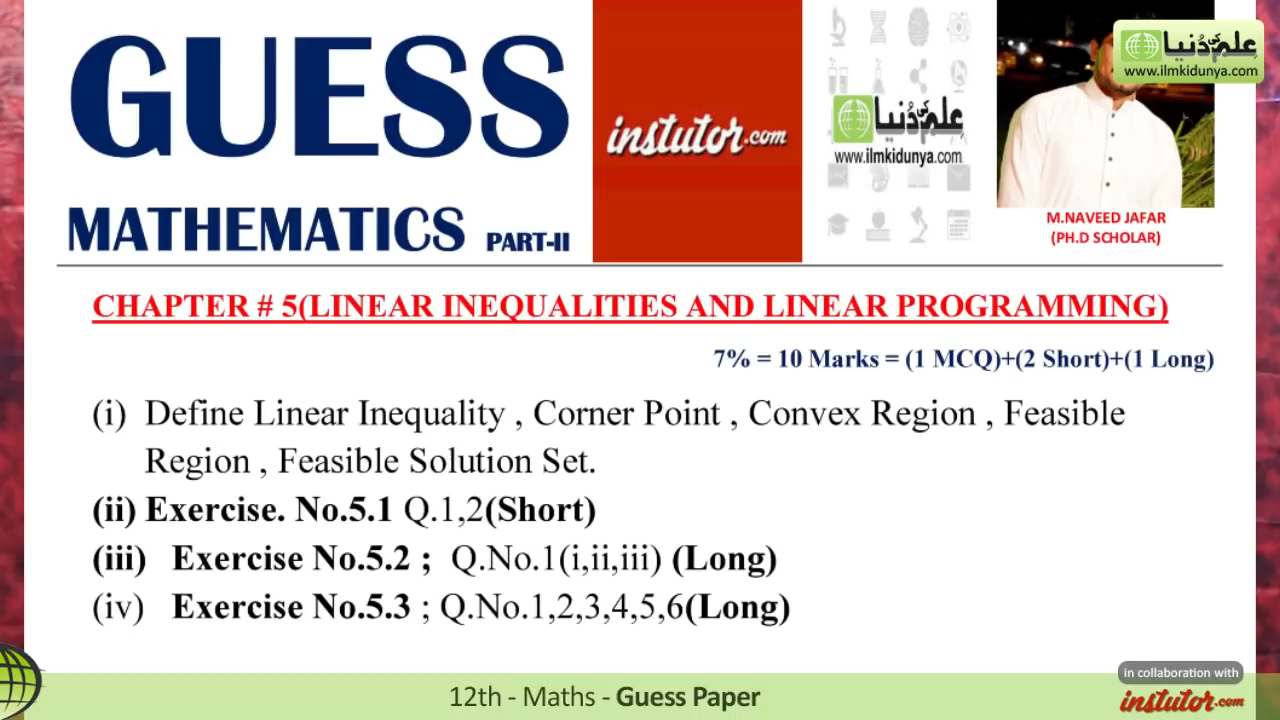 GUESS
MATHEMATICS PART-II
instutor.com
علم کی دنیا
www.ilmkidunya.com
علم کی دنیا
www.ilmkidunya.com
M.NAVEED JAFAR
(PH.D SCHOLAR)
CHAPTER # 5(LINEAR INEQUALITIES AND LINEAR PROGRAMMING)
7% = 10 Marks = (1 MCQ)+(2 Short)+(1 Long)
(i) Define Linear Inequality , Corner Point , Convex Region , Feasible
Region , Feasible Solution Set.
(ii) Exercise. No.5.1 Q.1,2(Short)
(iii) Exercise No.5.2 ; Q.No.1(i,ii,iii) (Long)
(iv) Exercise No.5.3 ; Q.No.1,2,3,4,5,6(Long)
12th - Maths - Guess Paper
in collaboration with
instutor.com